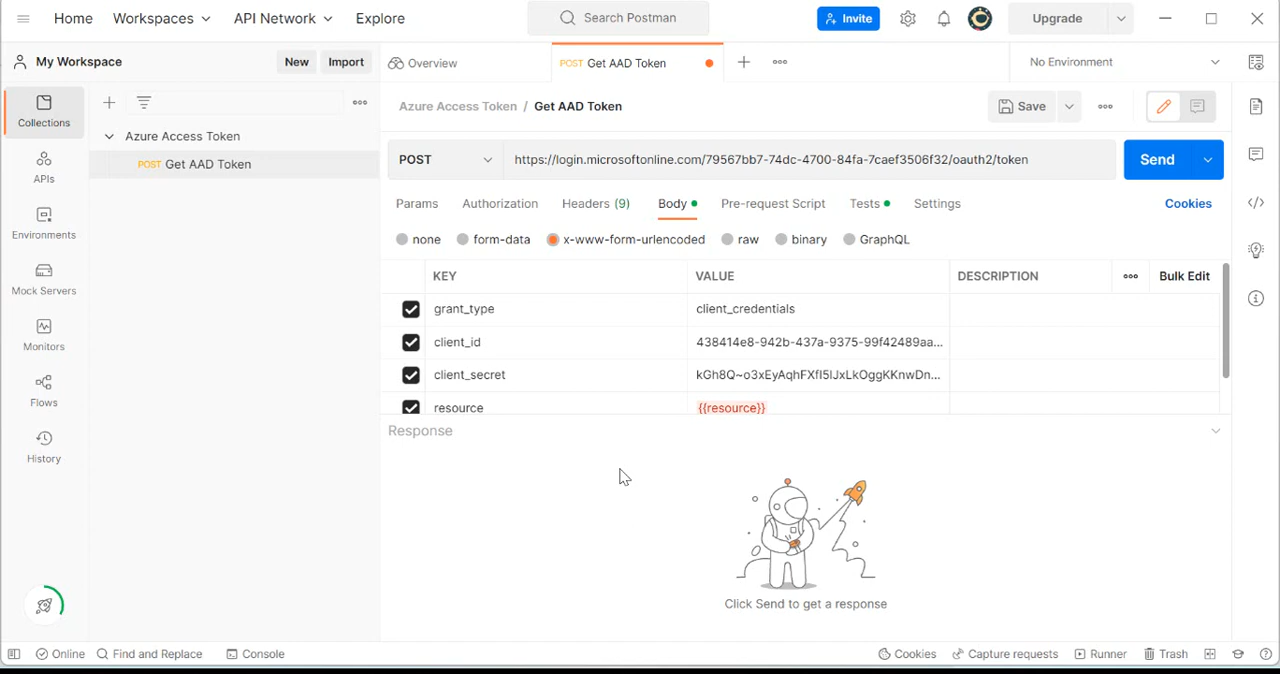 Home Workspaces API Network Explore Search Postman Invite Upgrade
My Workspace New Import Overview POST Get AAD Token No Environment
Collections
APIs
Environments
Mock Servers
Monitors
Flows
History
Azure Access Token
POST Get AAD Token
Azure Access Token / Get AAD Token Save
POST https://login.microsoftonline.com/79567bb7-74dc-4700-84fa-7caef3506f32/oauth2/token Send
Params Authorization Headers (9) Body Pre-request Script Tests Settings Cookies
none form-data x-www-form-urlencoded raw binary GraphQL
KEY VALUE DESCRIPTION Bulk Edit
grant_type client_credentials
client_id 438414e8-942b-437a-9375-99f42489aa...
client_secret kGh8Q~o3xEyAqhFXfI5lJxLkOggKKnwDn...
resource {{resource}}
Response
Click Send to get a response
Online Find and Replace Console Cookies Capture requests Runner Trash